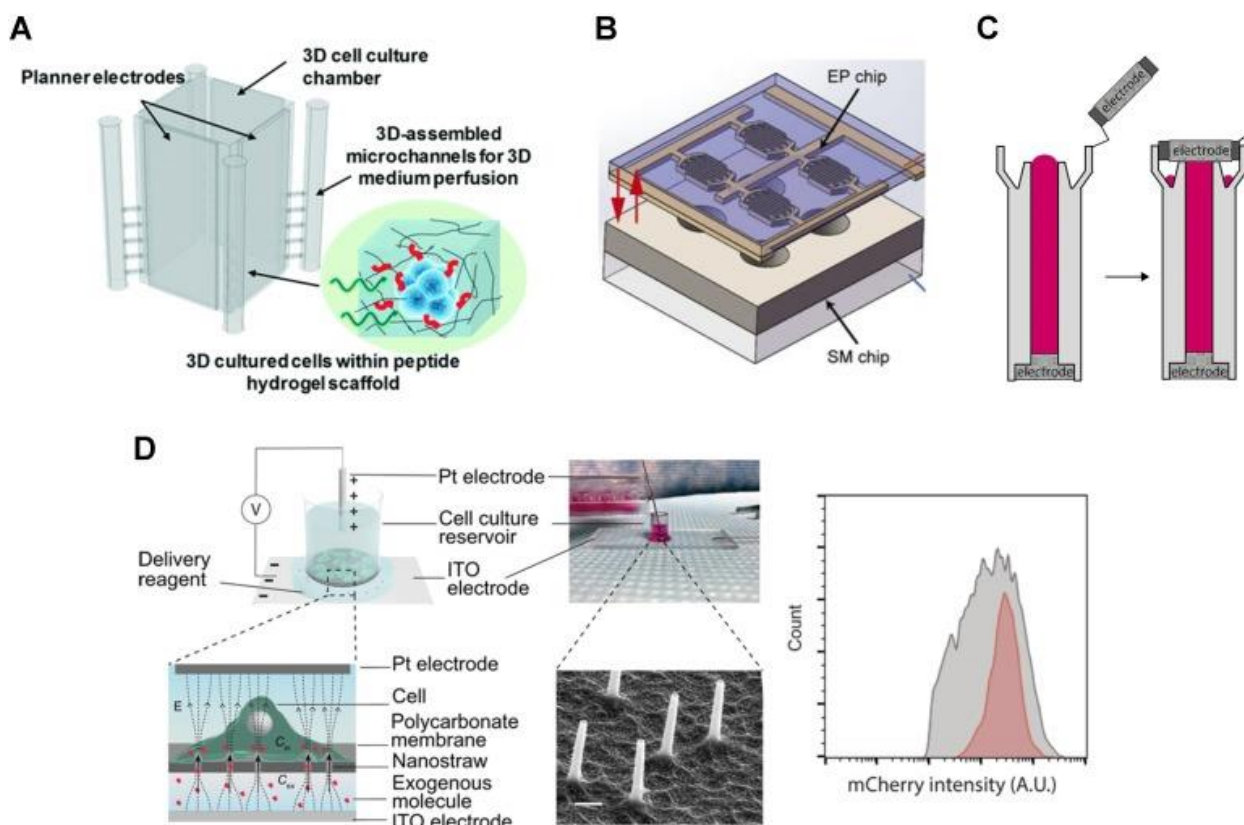 A
3D cell culture
chamber
Planner electrodes
3D-assembled
microchannels for 3D
medium perfusion
3D cultured cells within peptide
hydrogel scaffold
B
EP chip
SM chip
C
electrode
electrode
electrode
electrode
D
V
Pt electrode
Cell culture
reservoir
Delivery
reagent
ITO
electrode
Pt electrode
E
Cell
Polycarbonate
membrane
Nanostraw
Exogenous
molecule
ITO electrode
Count
mCherry intensity (A.U.)